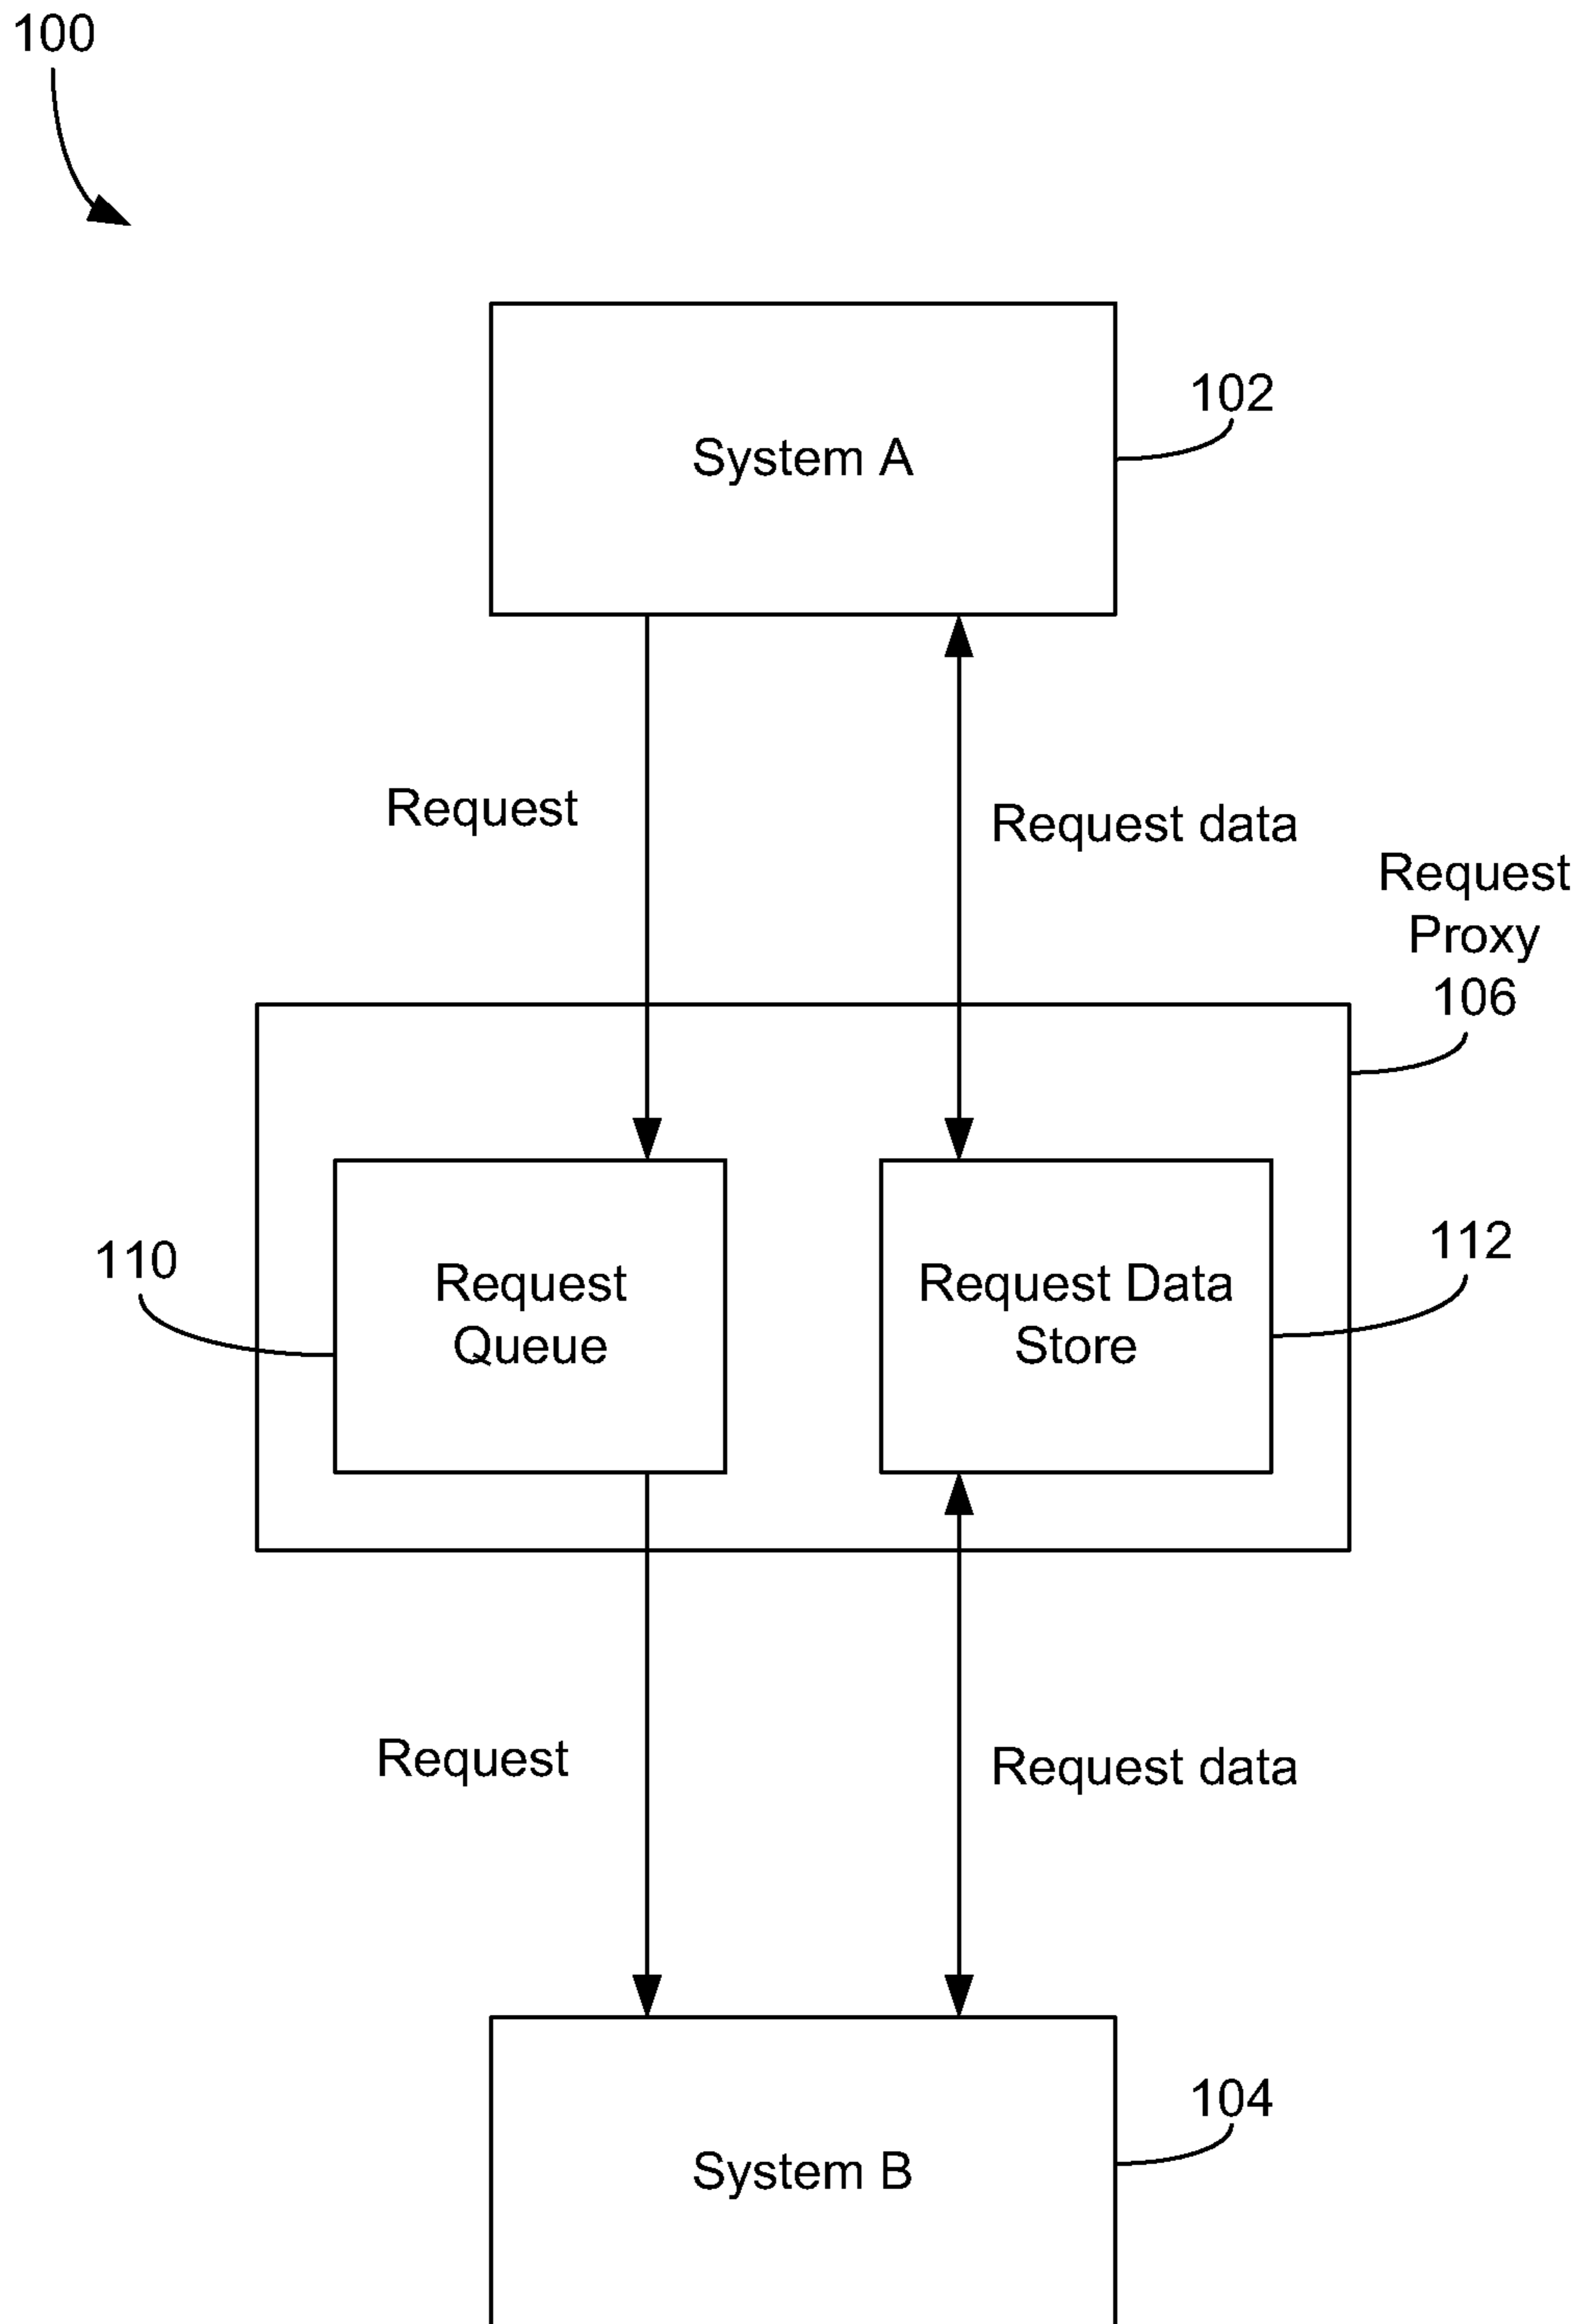 100
System A
102
Request
Request data
Request
Proxy
106
110
Request
Queue
Request Data
Store
112
Request
Request data
System B
104